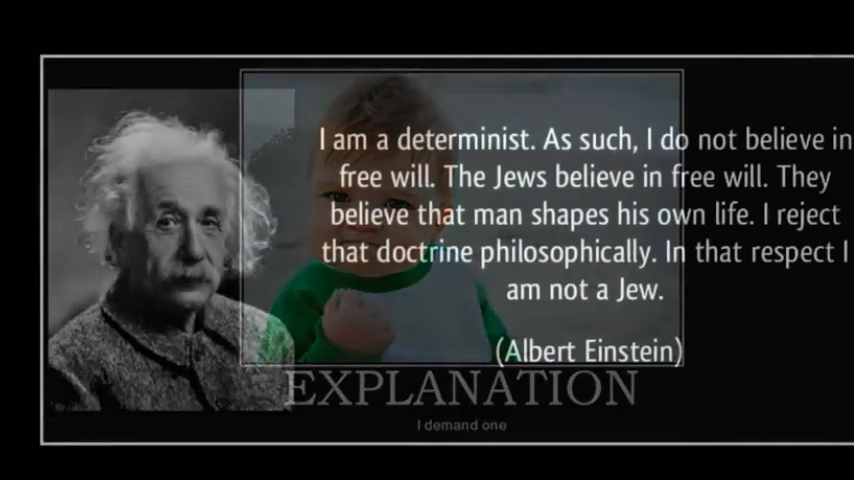 I am a determinist. As such, I do not believe in
free will. The Jews believe in free will. They
believe that man shapes his own life. I reject
that doctrine philosophically. In that respect I
am not a Jew.
(Albert Einstein)
EXPLANATION
I demand one